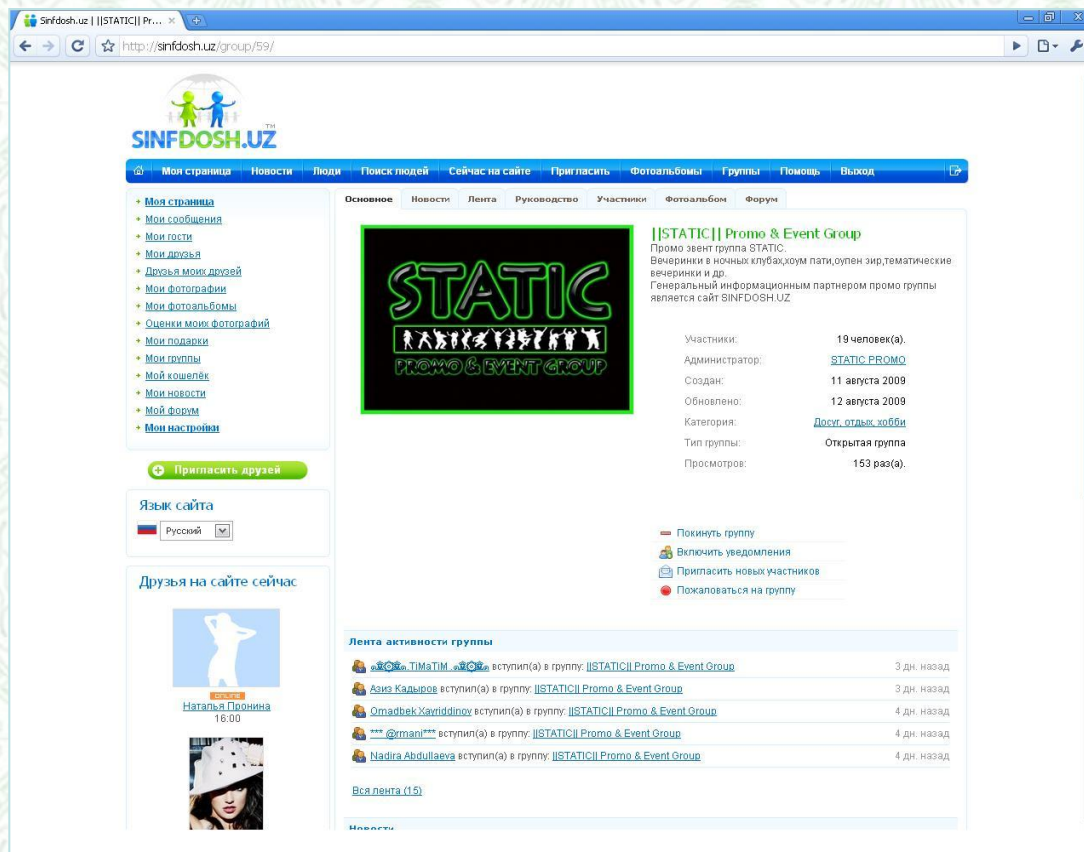 Sinfdosh.uz | ||STATIC|| Pr...
http://sinfdosh.uz/group/59/
SINFDOSH.UZ™
Моя страница Новости Люди Поиск людей Сейчас на сайте Пригласить Фотоальбомы Группы Помощь Выход
Моя страница
Мои сообщения
Мои гости
Мои друзья
Друзья моих друзей
Мои фотографии
Мои фотоальбомы
Оценки моих фотографий
Мои подарки
Мои группы
Мой кошелёк
Мои новости
Мой форум
Мои настройки
Пригласить друзей
Язык сайта
Русский
Друзья на сайте сейчас
ONLINE
Наталья Пронина
16:00
Основное Новости Лента Руководство Участники Фотоальбом Форум
STATIC
PROMO & EVENT GROUP
||STATIC|| Promo & Event Group
Промо эвент группа STATIC.
Вечеринки в ночных клубах,хоум пати,оупен эир,тематические
вечеринки и др.
Генеральный информационным партнером промо группы
является сайт SINFDOSH.UZ
Участники: 19 человек(а).
Администратор: STATIC PROMO
Создан: 11 августа 2009
Обновлено: 12 августа 2009
Категория: Досуг, отдых, хобби
Тип группы: Открытая группа
Просмотров: 153 раз(а).
Покинуть группу
Включить уведомления
Пригласить новых участников
Пожаловаться на группу
Лента активности группы
.TiMaTiM. вступил(а) в группу: ||STATIC|| Promo & Event Group 3 дн. назад
Азиз Кадыров вступил(а) в группу: ||STATIC|| Promo & Event Group 3 дн. назад
Omadbek Xavriddinov вступил(а) в группу: ||STATIC|| Promo & Event Group 4 дн. назад
*** @rmani*** вступил(а) в группу: ||STATIC|| Promo & Event Group 4 дн. назад
Nadira Abdullaeva вступил(а) в группу: ||STATIC|| Promo & Event Group 4 дн. назад
Вся лента (15)
Новости